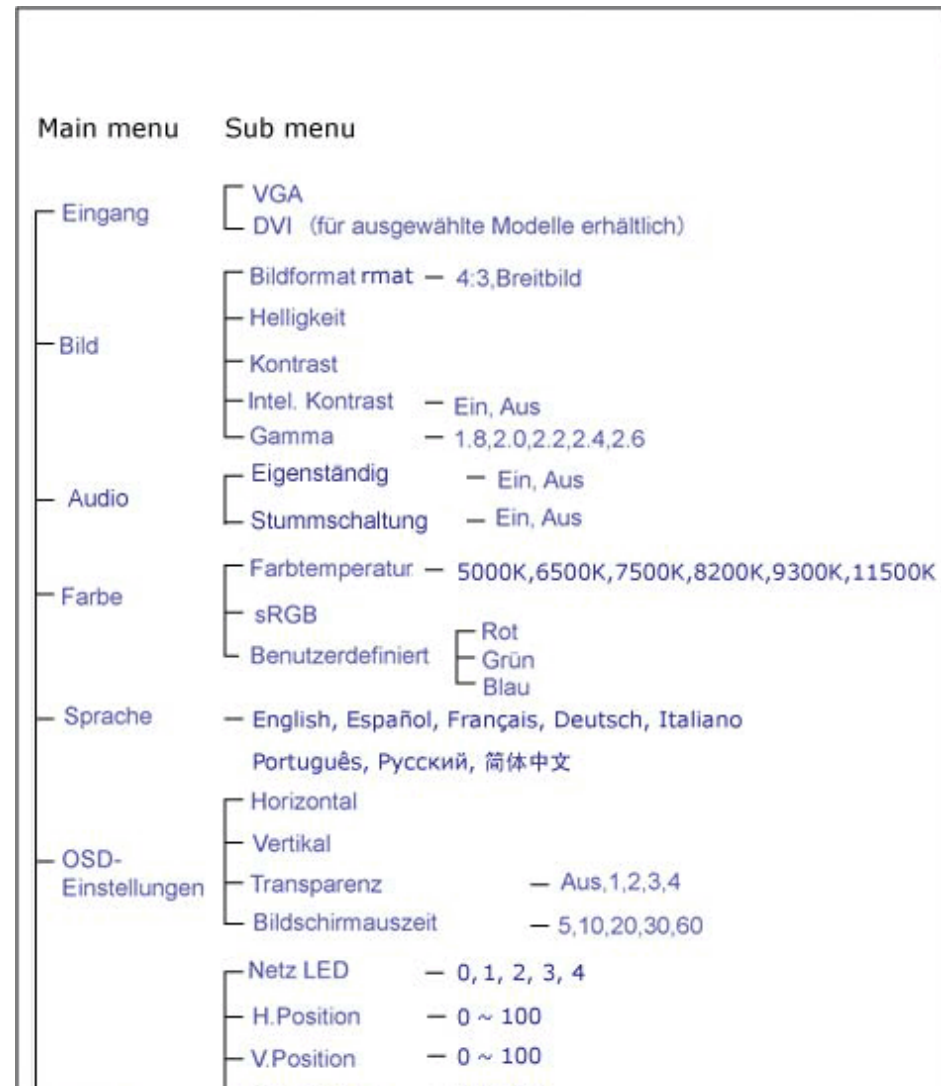 Main menu Sub menu
VGA
Eingang
DVI (für ausgewählte Modelle erhältlich)
Bildformat rmat — 4:3,Breitbild
Helligkeit
Bild
Kontrast
Intel. Kontrast — Ein, Aus
Gamma — 1.8,2.0,2.2,2.4,2.6
Eigenständig — Ein, Aus
Audio
Stummschaltung — Ein, Aus
Farbtemperatur — 5000K,6500K,7500K,8200K,9300K,11500K
Farbe
sRGB
Rot
Benutzerdefiniert
Grün
Blau
Sprache — English, Español, Français, Deutsch, Italiano
Português, Русский, 简体中文
Horizontal
Vertikal
OSD-
Einstellungen
Transparenz — Aus,1,2,3,4
Bildschirmauszeit — 5,10,20,30,60
Netz LED — 0, 1, 2, 3, 4
H.Position — 0 ~ 100
V.Position — 0 ~ 100